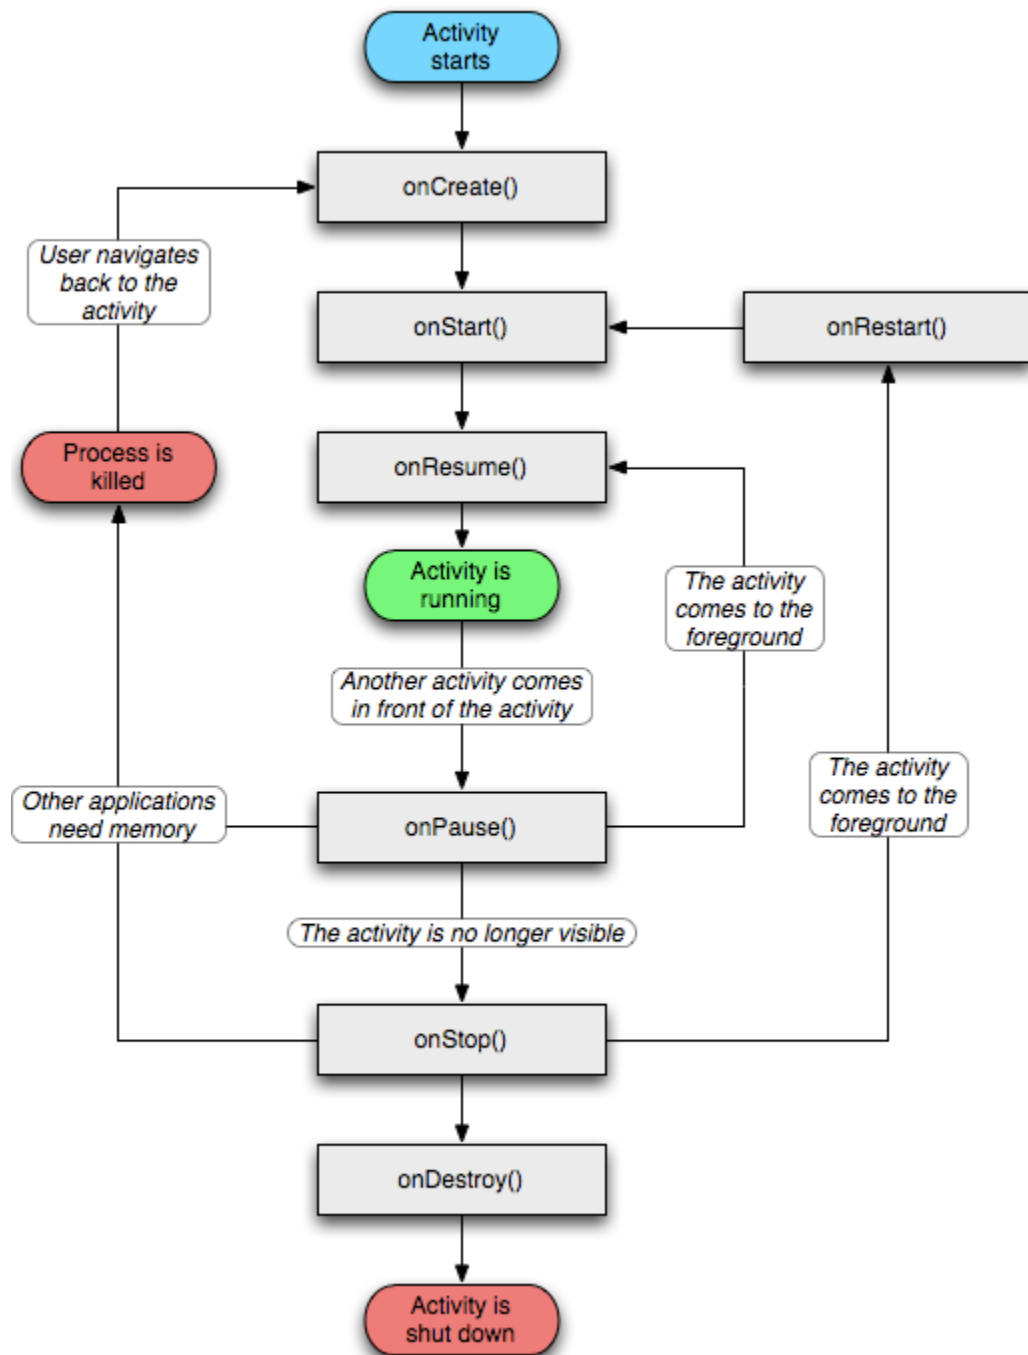 Activity
starts
onCreate()
User navigates
back to the
activity
onStart()
onRestart()
Process is
killed
onResume()
Activity is
running
The activity
comes to the
foreground
Another activity comes
in front of the activity
The activity
comes to the
foreground
Other applications
need memory
onPause()
The activity is no longer visible
onStop()
onDestroy()
Activity is
shut down